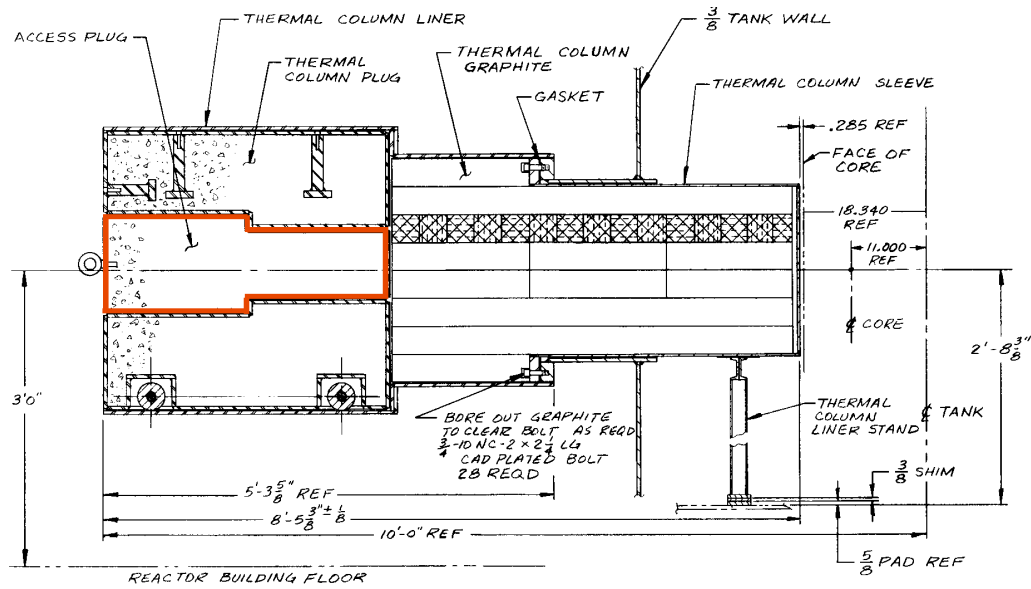 3/8 TANK WALL
THERMAL COLUMN LINER
ACCESS PLUG
THERMAL COLUMN
GRAPHITE
THERMAL
COLUMN PLUG
THERMAL COLUMN SLEEVE
GASKET
.285 REF
FACE OF
CORE
18.340
REF
11.000
REF
℄ CORE
2'-8 3/8"
3'0"
THERMAL
COLUMN
LINER STAND
℄ TANK
BORE OUT GRAPHITE
TO CLEAR BOLT AS REQD
3/4-10 NC-2 x 2 1/4 LG
CAD PLATED BOLT
28 REQD
3/8 SHIM
5'-3 5/8" REF
8'-5 3/8" ± 1/8
10'-0" REF
5/8 PAD REF
REACTOR BUILDING FLOOR